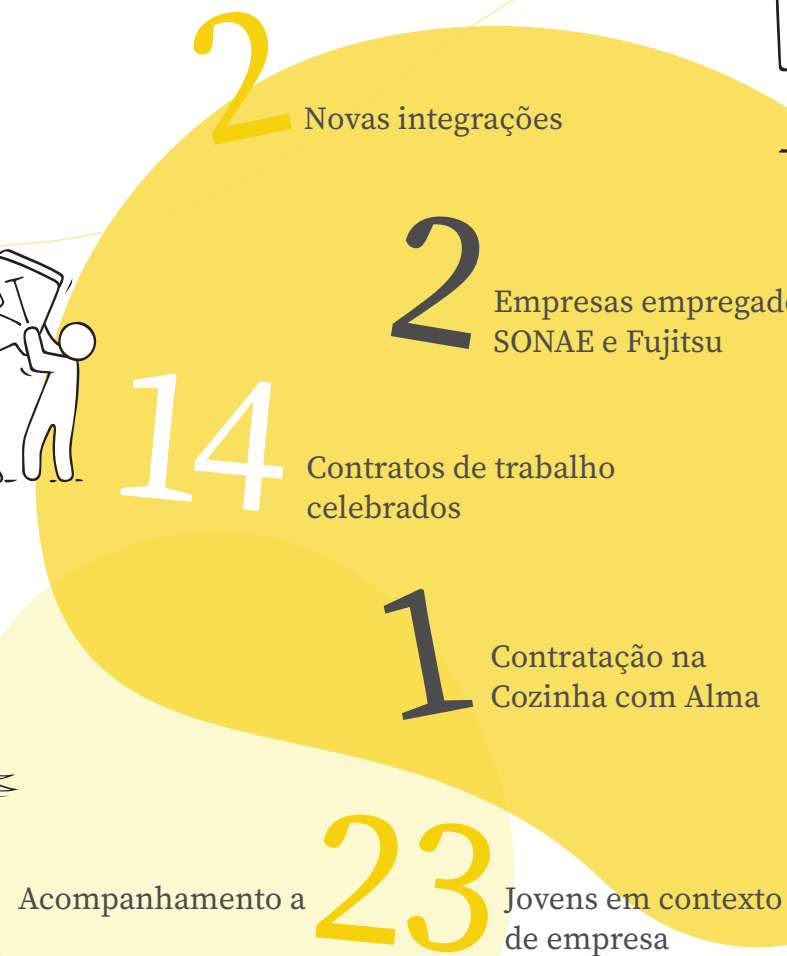 2
Novas integrações
2
Empresas
SONAE e Fujitsu
14
Contratos de trabalho
celebrados
1
Contratação na
Cozinha com Alma
Acompanhamento a 23 Jovens em contexto
de empresa